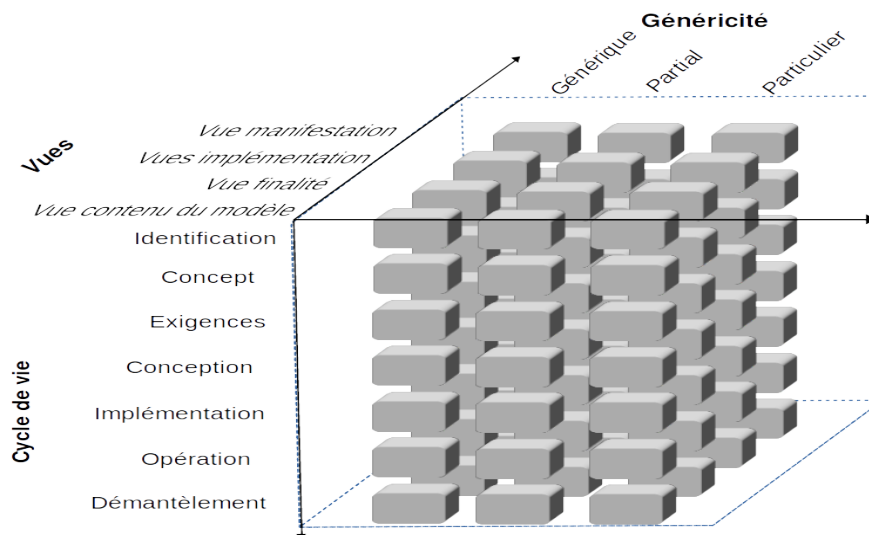 Généricité
Générique
Partial
Particulier
Vues
Vue manifestation
Vues implémentation
Vue finalité
Vue contenu du modèle
Cycle de vie
Identification
Concept
Exigences
Conception
Implémentation
Opération
Démantèlement